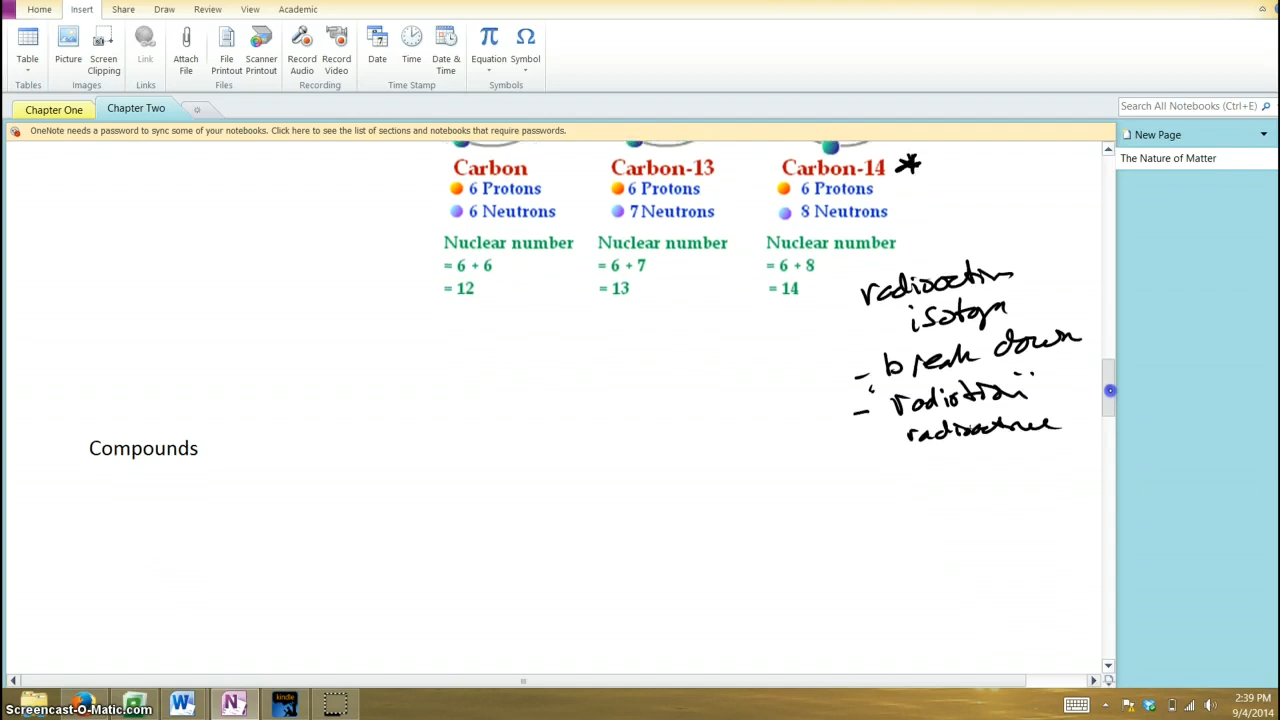 Home Insert Share Draw Review View Academic
Table Picture Screen Clipping Link Attach File File Printout Scanner Printout Record Audio Record Video Date Time Date & Time Equation Symbol
Tables Images Links Files Recording Time Stamp Symbols
Chapter One Chapter Two
Search All Notebooks (Ctrl+E)
OneNote needs a password to sync some of your notebooks. Click here to see the list of sections and notebooks that require passwords.
New Page
The Nature of Matter
Carbon Carbon-13 Carbon-14 *
6 Protons 6 Protons 6 Protons
6 Neutrons 7 Neutrons 8 Neutrons
Nuclear number Nuclear number Nuclear number
= 6 + 6 = 6 + 7 = 6 + 8
= 12 = 13 = 14
- break down
Compounds
kindle
Screencast-O-Matic.com
2:39 PM
9/4/2014